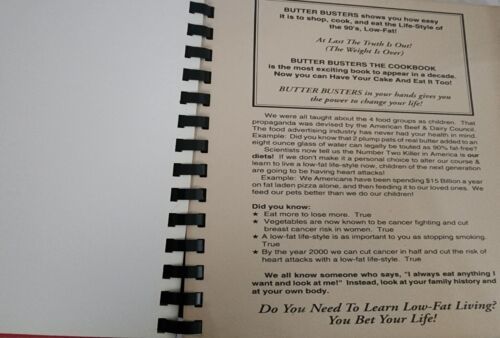 BUTTER BUSTERS shows you how easy
it is to shop, cook, and eat the Life-Style of
the 90's, Low-Fat!
At Last The Truth Is Out!
(The Weight Is Over)
BUTTER BUSTERS THE COOKBOOK
is the most exciting book to appear in a decade.
Now you can Have Your Cake And Eat It Too!
BUTTER BUSTERS in your hands gives you
the power to change your life!
We were all taught about the 4 food groups as children. That
propaganda was devised by the American Beef & Dairy Council.
The food advertising industry has never had your health in mind.
Example: Did you know that 2 plump pats of real butter added to an
eight ounce glass of water can legally be touted as 90% fat-free?
Scientists now tell us the Number Two Killer in America is our
diets! If we don't make it a personal choice to alter our course &
learn to live a low-fat life-style now, children of the next generation
are going to be having heart attacks!
Example: We Americans have been spending $15 Billion a year
on fat laden pizza alone, and then feeding it to our loved ones. We
feed our pets better than we do our children!
Did you know:
★ Eat more to lose more. True
★ Vegetables are now known to be cancer fighting and cut
breast cancer risk in women. True
★ A low-fat life-style is as important to you as stopping smoking.
True
★ By the year 2000 we can cut cancer in half and cut the risk of
heart attacks with a low-fat life-style. True
We all know someone who says, "I always eat anything I
want and look at me!" Instead, look at your family history and
at your own body.
Do You Need To Learn Low-Fat Living?
You Bet Your Life!